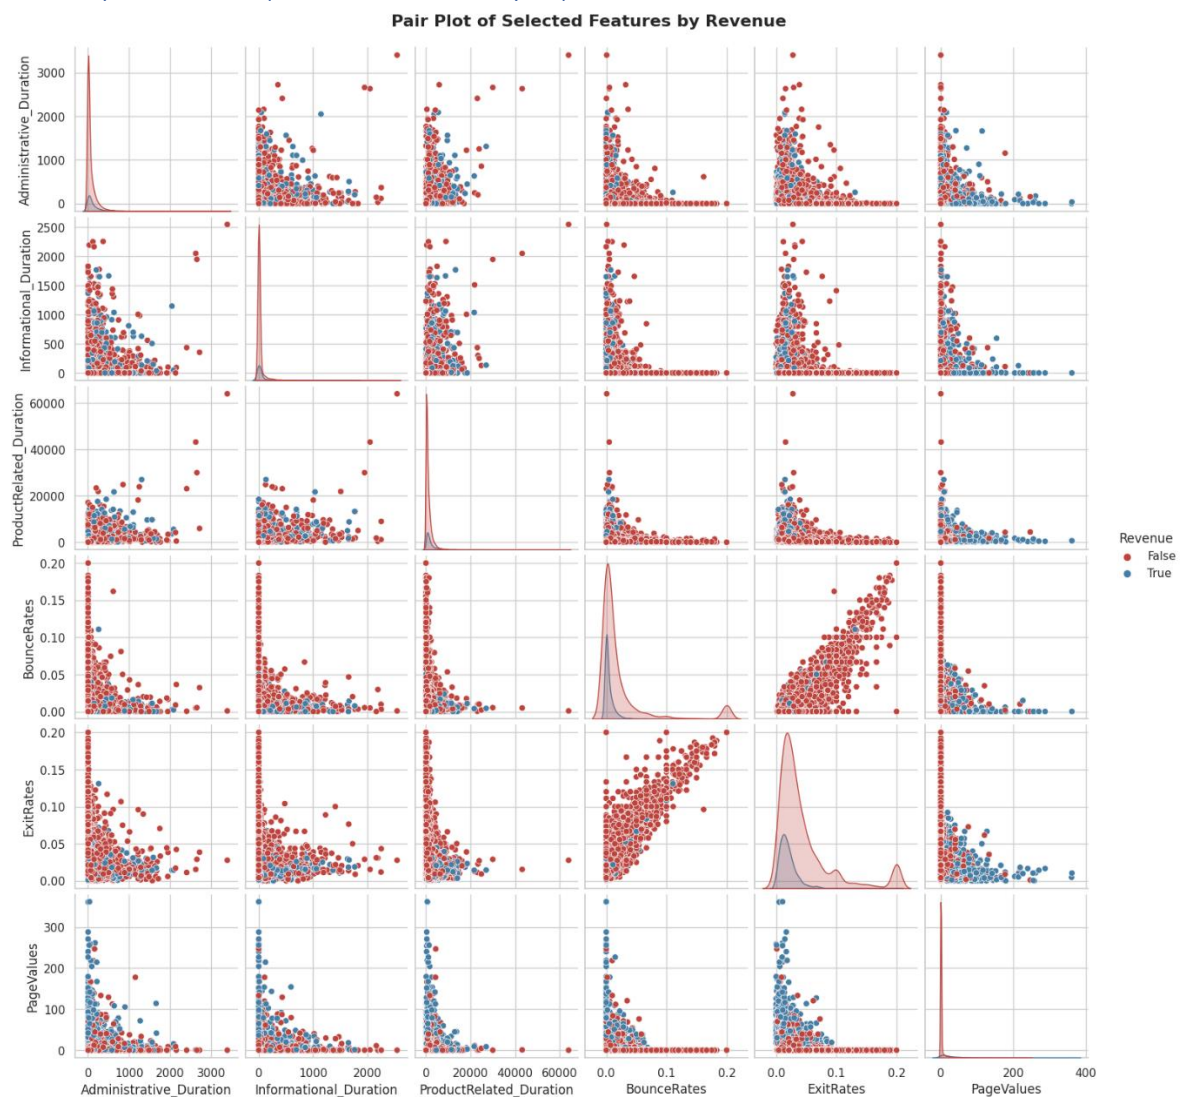 Pair Plot of Selected Features by Revenue
Administrative_Duration
3000
2000
1000
0
Informational_Duration
2500
2000
1500
1000
500
0
ProductRelated_Duration
60000
40000
20000
0
BounceRates
0.20
0.15
0.10
0.05
0.00
ExitRates
0.20
0.15
0.10
0.05
0.00
PageValues
300
200
100
0
0 1000 2000 3000
0 1000 2000
0 20000 40000 60000
0.0 0.1 0.2
0.0 0.1 0.2
0 200 400
Administrative_Duration
Informational_Duration
ProductRelated_Duration
BounceRates
ExitRates
PageValues
Revenue
False
True